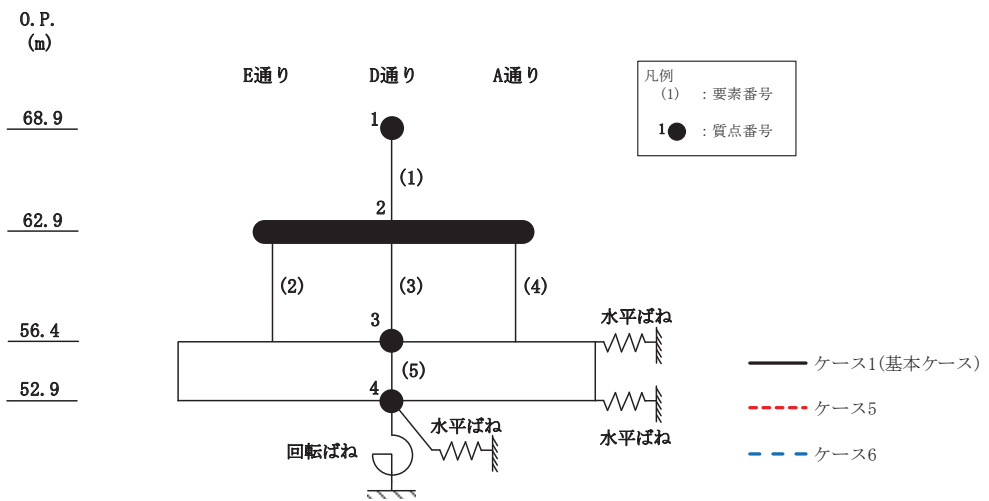 O.P.
(m)
E通り
D通り
A通り
凡例
(1) ：要素番号
1 ：質点番号
68.9
1
(1)
2
62.9
(2)
(3)
(4)
3
水平ばね
56.4
(5)
ケース1(基本ケース)
52.9
4
水平ばね
水平ばね
ケース5
回転ばね
ケース6